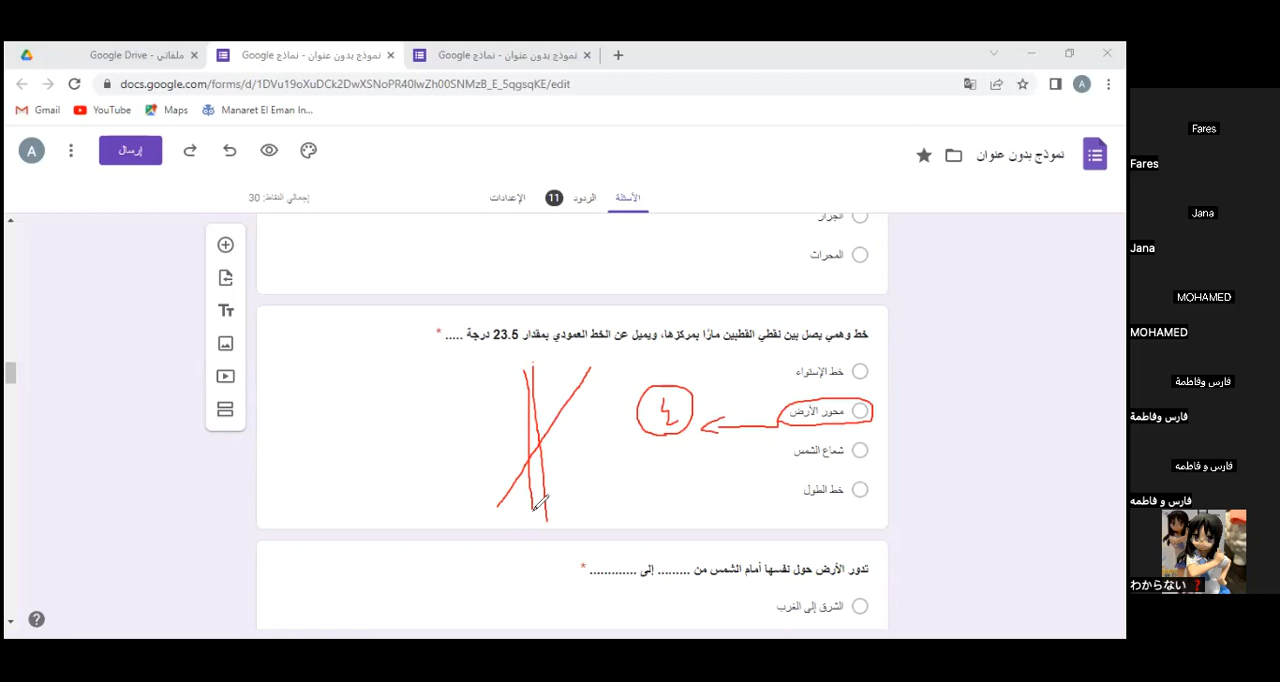 ملفاتي - Google Drive
نموذج بدون عنوان - نماذج Google
نموذج بدون عنوان - نماذج Google
docs.google.com/forms/d/1DVu19oXuDCk2DwXSNoPR40lwZh00SNMzB_E_5qgsqKE/edit
A
Gmail
YouTube
Maps
Manaret El Eman In...
A
إرسال
نموذج بدون عنوان
الأسئلة
الردود 11
الإعدادات
إجمالي النقاط: 30
الجرار
المحراث
خط وهمي يصل بين نقطي القطبين مارًا بمركزها، ويميل عن الخط العمودي بمقدار 23.5 درجة ..... *
خط الإستواء
محور الأرض
شعاع الشمس
خط الطول
تدور الأرض حول نفسها أمام الشمس من ......... إلى ............. *
الشرق إلى الغرب
Tт
Fares
Fares
Jana
Jana
MOHAMED
MOHAMED
فارس وفاطمة
فارس وفاطمة
فارس و فاطمه
فارس و فاطمه
わからない❓